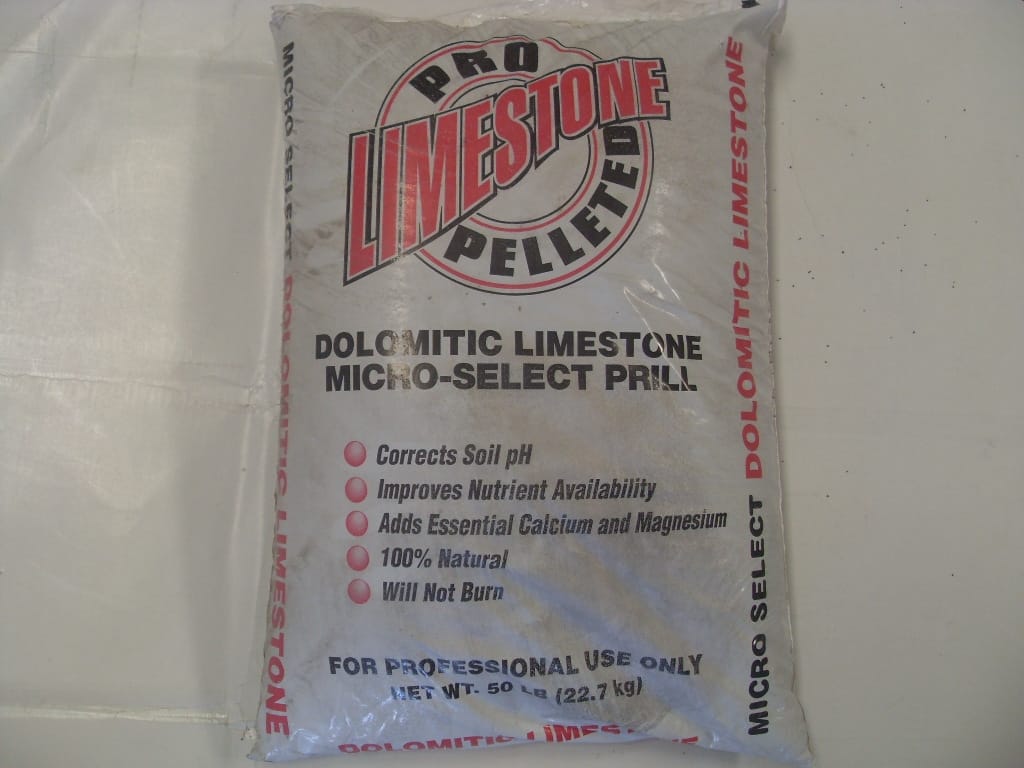 PRO
LIMESTONE
PELLETED
DOLOMITIC LIMESTONE
MICRO-SELECT PRILL
Corrects Soil pH
Improves Nutrient Availability
Adds Essential Calcium and Magnesium
100% Natural
Will Not Burn
FOR PROFESSIONAL USE ONLY
NET WT. 50 LB (22.7 kg)
DOLOMITIC LIMESTONE
MICRO SELECT DOLOMITIC LIMESTONE
MICRO SELECT DOLOMITIC LIMESTONE